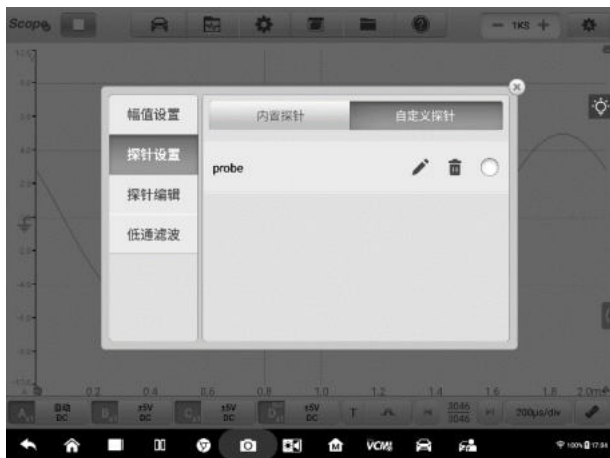 Scope
1KS
幅值设置
内置探针
自定义探针
探针设置
probe
探针编辑
低通滤波
0.2
0.4
0.6
0.8
1.0
1.2
1.4
1.6
1.8
2.0ms
A
自动
DC
B
±5V
DC
C
±5V
DC
D
±5V
DC
T
3046
3046
200μs/div
M
VCMI
100%
17:04